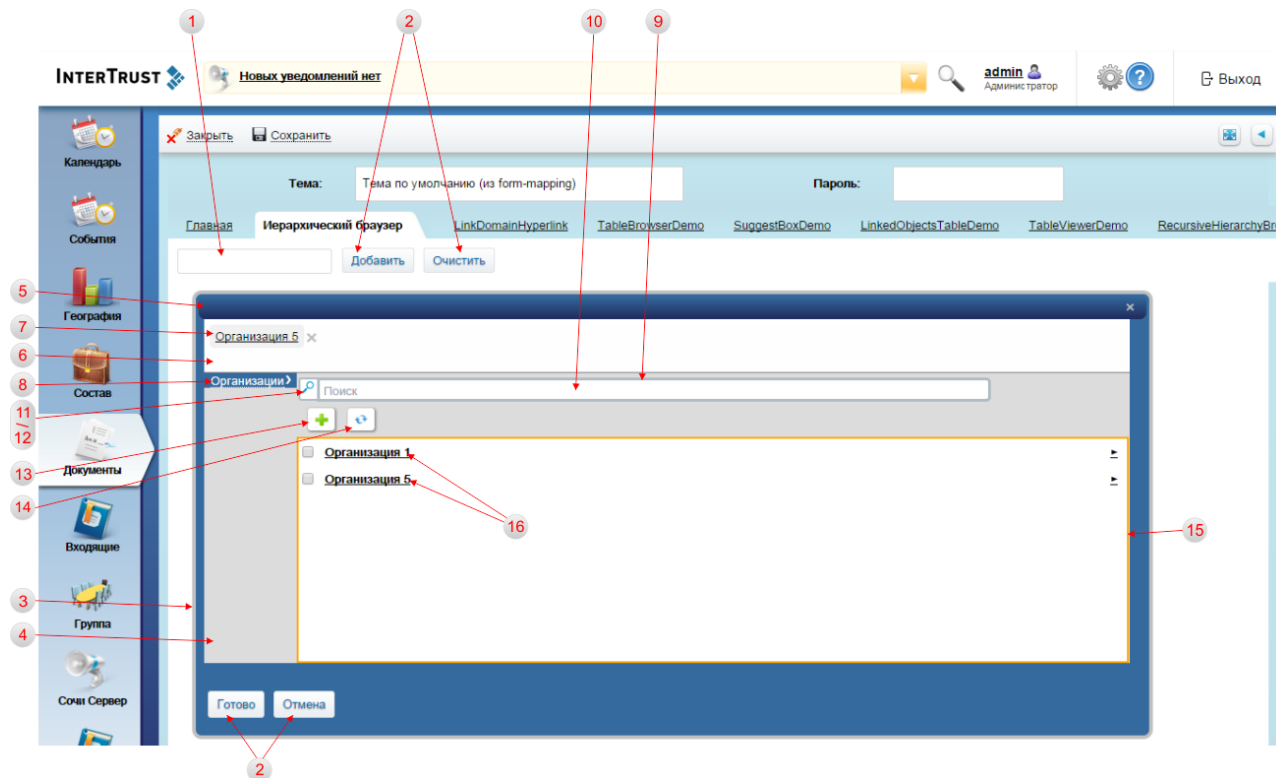 1 2 10 9
INTERTRUST Новых уведомлений нет admin Администратор ? Выход
Календарь
События
География
Состав
Документы
Входящие
Группа
Сочи Сервер
Закрыть Сохранить
Тема: Тема по умолчанию (из form-mapping) Пароль:
Главная Иерархический браузер LinkDomainHyperlink TableBrowserDemo SuggestBoxDemo LinkedObjectsTableDemo TableViewerDemo RecursiveHierarchyBr
Добавить Очистить
5
7 Организация 5
6
8 Организации
11 / 12 Поиск
13
14
Организация 1
Организация 5
16
15
3
4
Готово Отмена
2